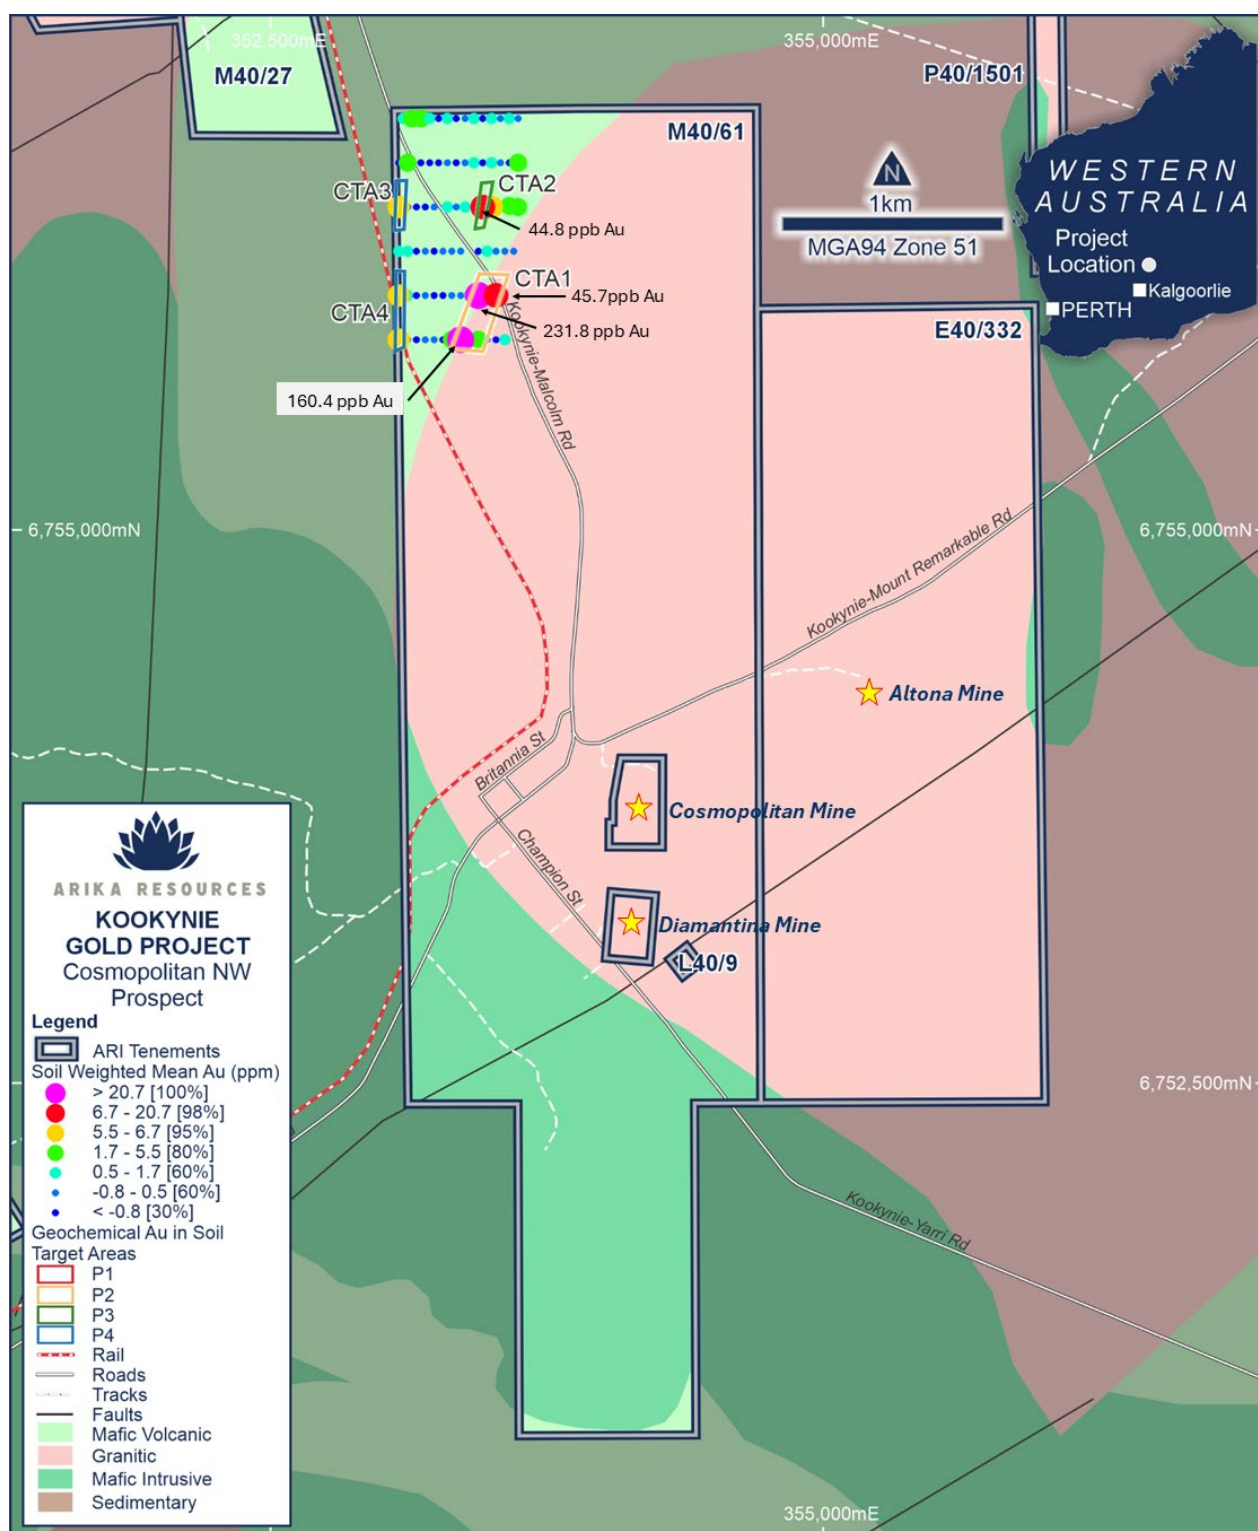 352,500mE
355,000mE
M40/27
P40/1501
M40/61
WESTERN
AUSTRALIA
Project
Location
Kalgoorlie
PERTH
N
1km
MGA94 Zone 51
CTA3
CTA2
44.8 ppb Au
CTA1
45.7ppb Au
231.8 ppb Au
CTA4
E40/332
160.4 ppb Au
Kookynie-Malcolm Rd
6,755,000mN
6,755,000mN
Kookynie-Mount Remarkable Rd
Altona Mine
Britannia St
Cosmopolitan Mine
Champion St
Diamantina Mine
L40/9
6,752,500mN
Kookynie-Yarri Rd
355,000mE
ARIKA RESOURCES
KOOKYNIE
GOLD PROJECT
Cosmopolitan NW
Prospect
Legend
ARI Tenements
Soil Weighted Mean Au (ppm)
> 20.7 [100%]
6.7 - 20.7 [98%]
5.5 - 6.7 [95%]
1.7 - 5.5 [80%]
0.5 - 1.7 [60%]
-0.8 - 0.5 [60%]
< -0.8 [30%]
Geochemical Au in Soil
Target Areas
P1
P2
P3
P4
Rail
Roads
Tracks
Faults
Mafic Volcanic
Granitic
Mafic Intrusive
Sedimentary